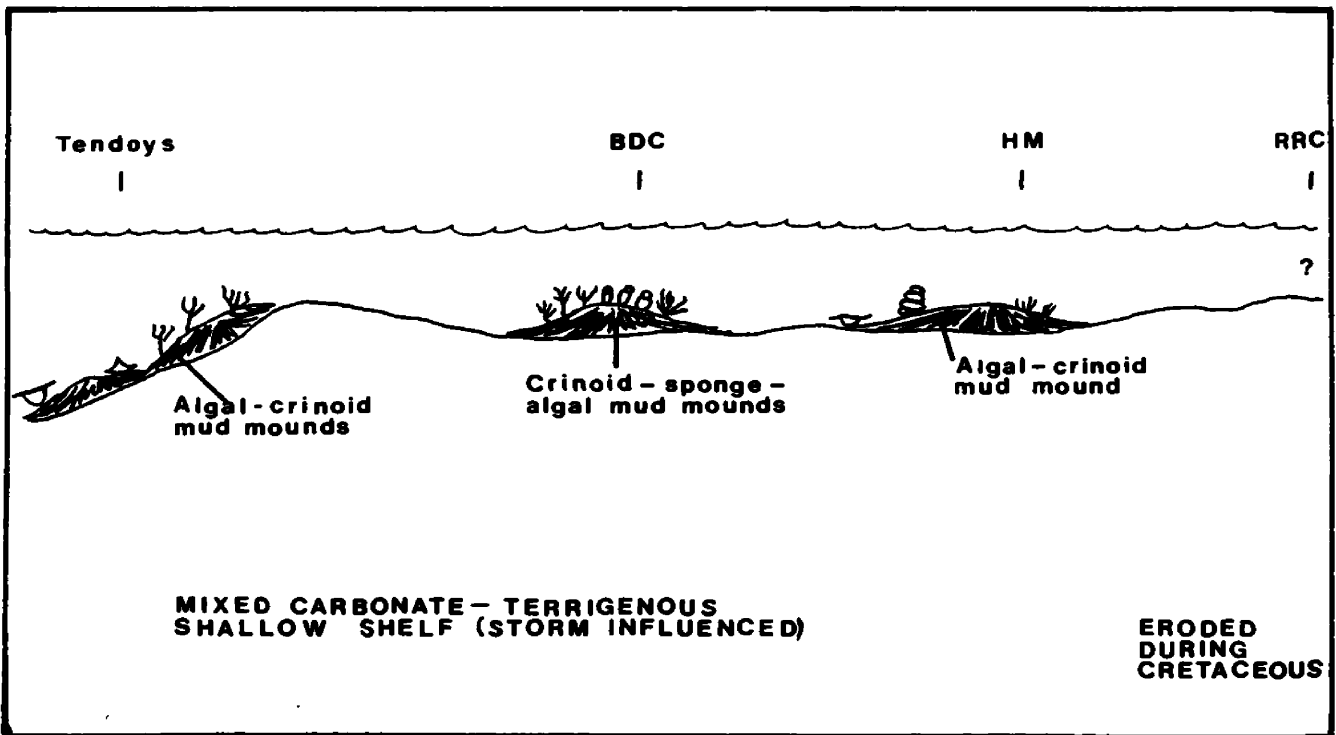 Tendoys
BDC
HM
RRC
?
Algal-crinoid
mud mounds
Crinoid-sponge-
algal mud mounds
Algal-crinoid
mud mound
MIXED CARBONATE-TERRIGENOUS
SHALLOW SHELF (STORM INFLUENCED)
ERODED
DURING
CRETACEOUS